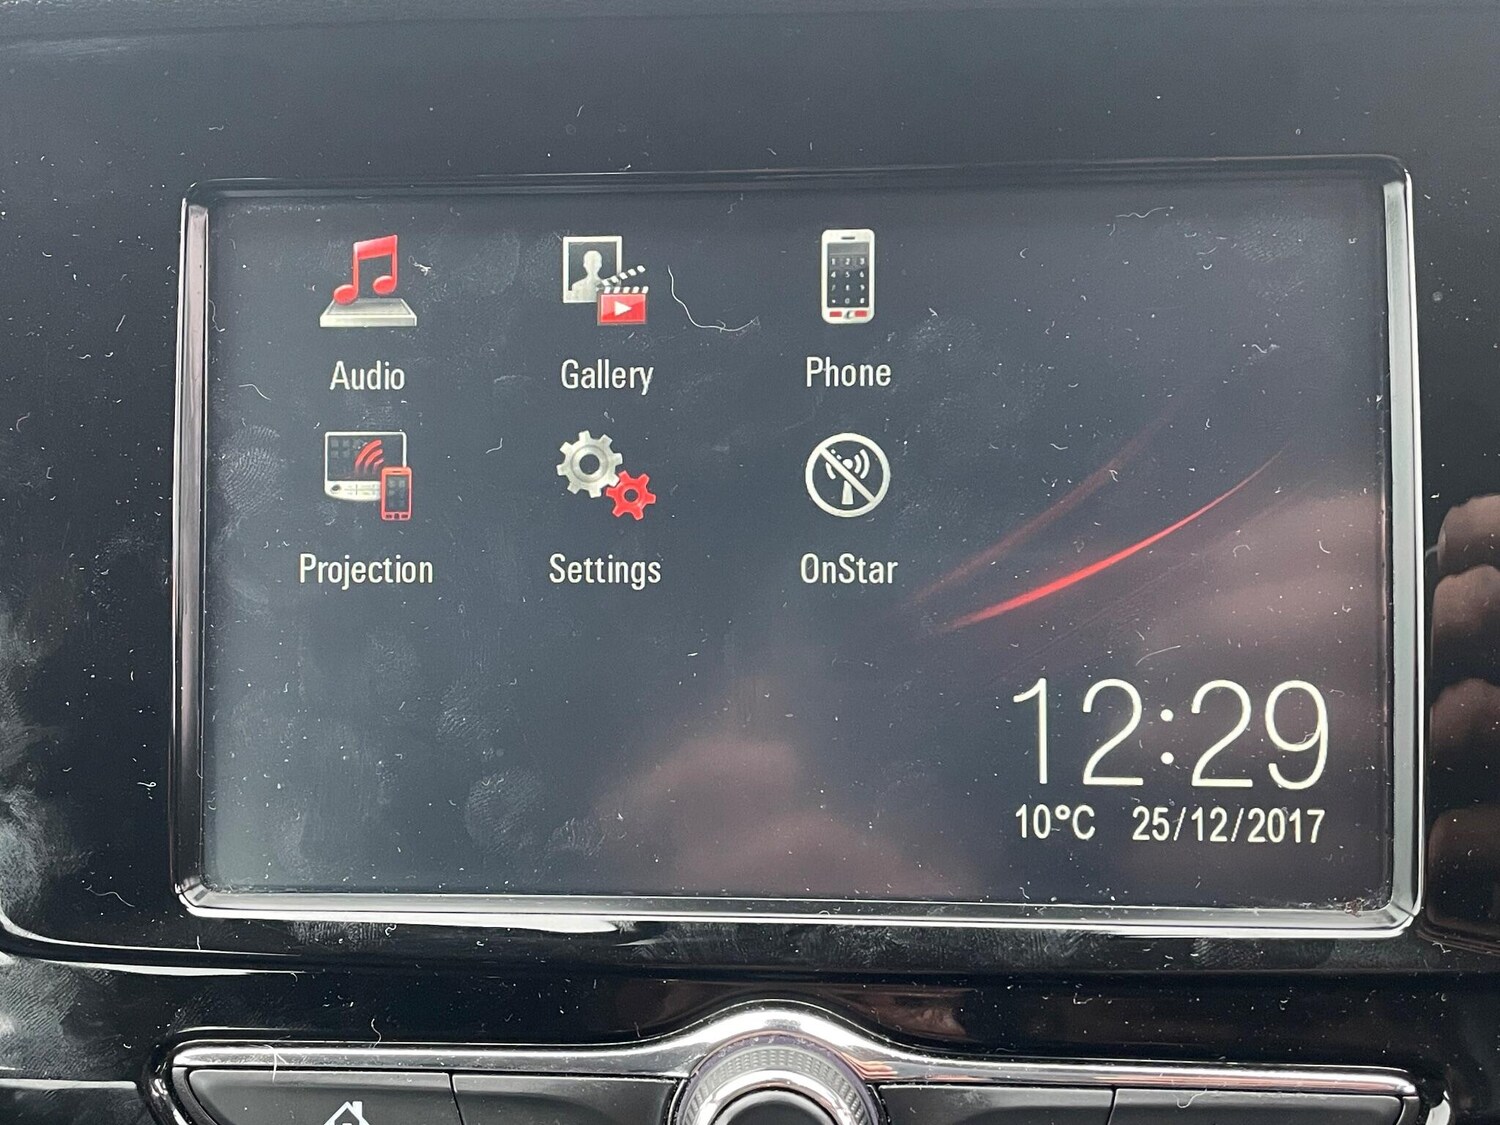 Audio Gallery Phone
Projection Settings OnStar
12:29
10°C 25/12/2017